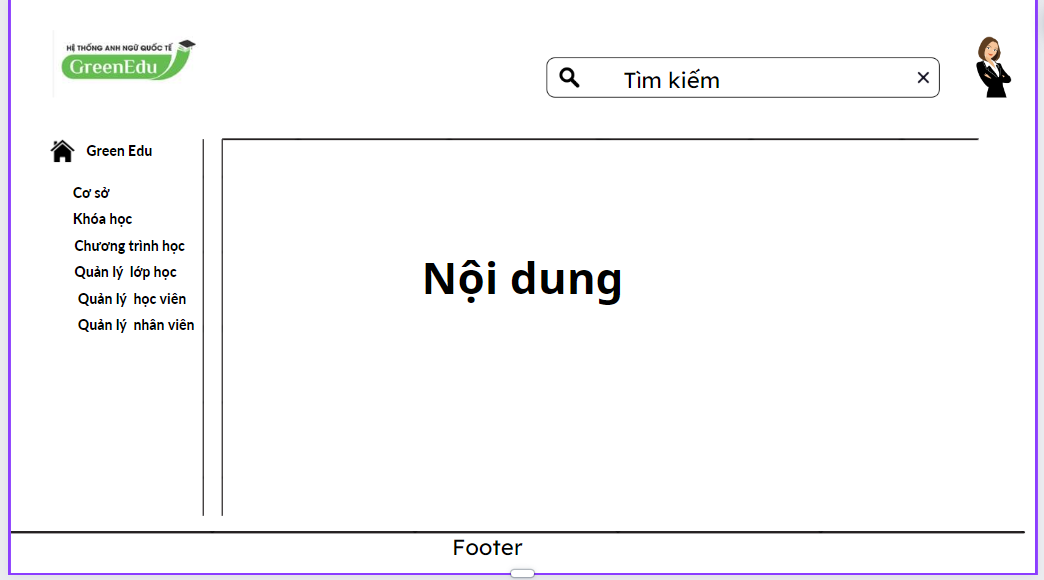 HỆ THỐNG ANH NGỮ QUỐC TẾ
GreenEdu
Tìm kiếm
Green Edu
Cơ sở
Khóa học
Chương trình học
Quản lý lớp học
Quản lý học viên
Quản lý nhân viên
Nội dung
Footer